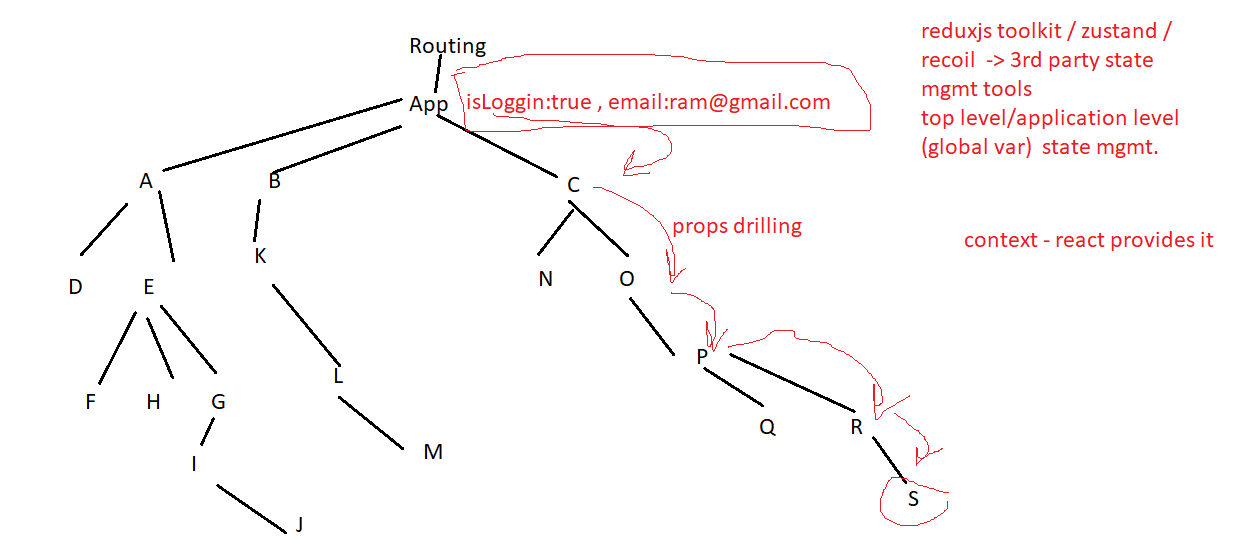 Routing
App
isLoggin:true , email:ram@gmail.com
reduxjs toolkit / zustand /
recoil -> 3rd party state
mgmt tools
top level/application level
(global var) state mgmt.
A
B
C
props drilling
context - react provides it
D
E
K
N
O
F
H
G
L
P
Q
R
I
M
J
S